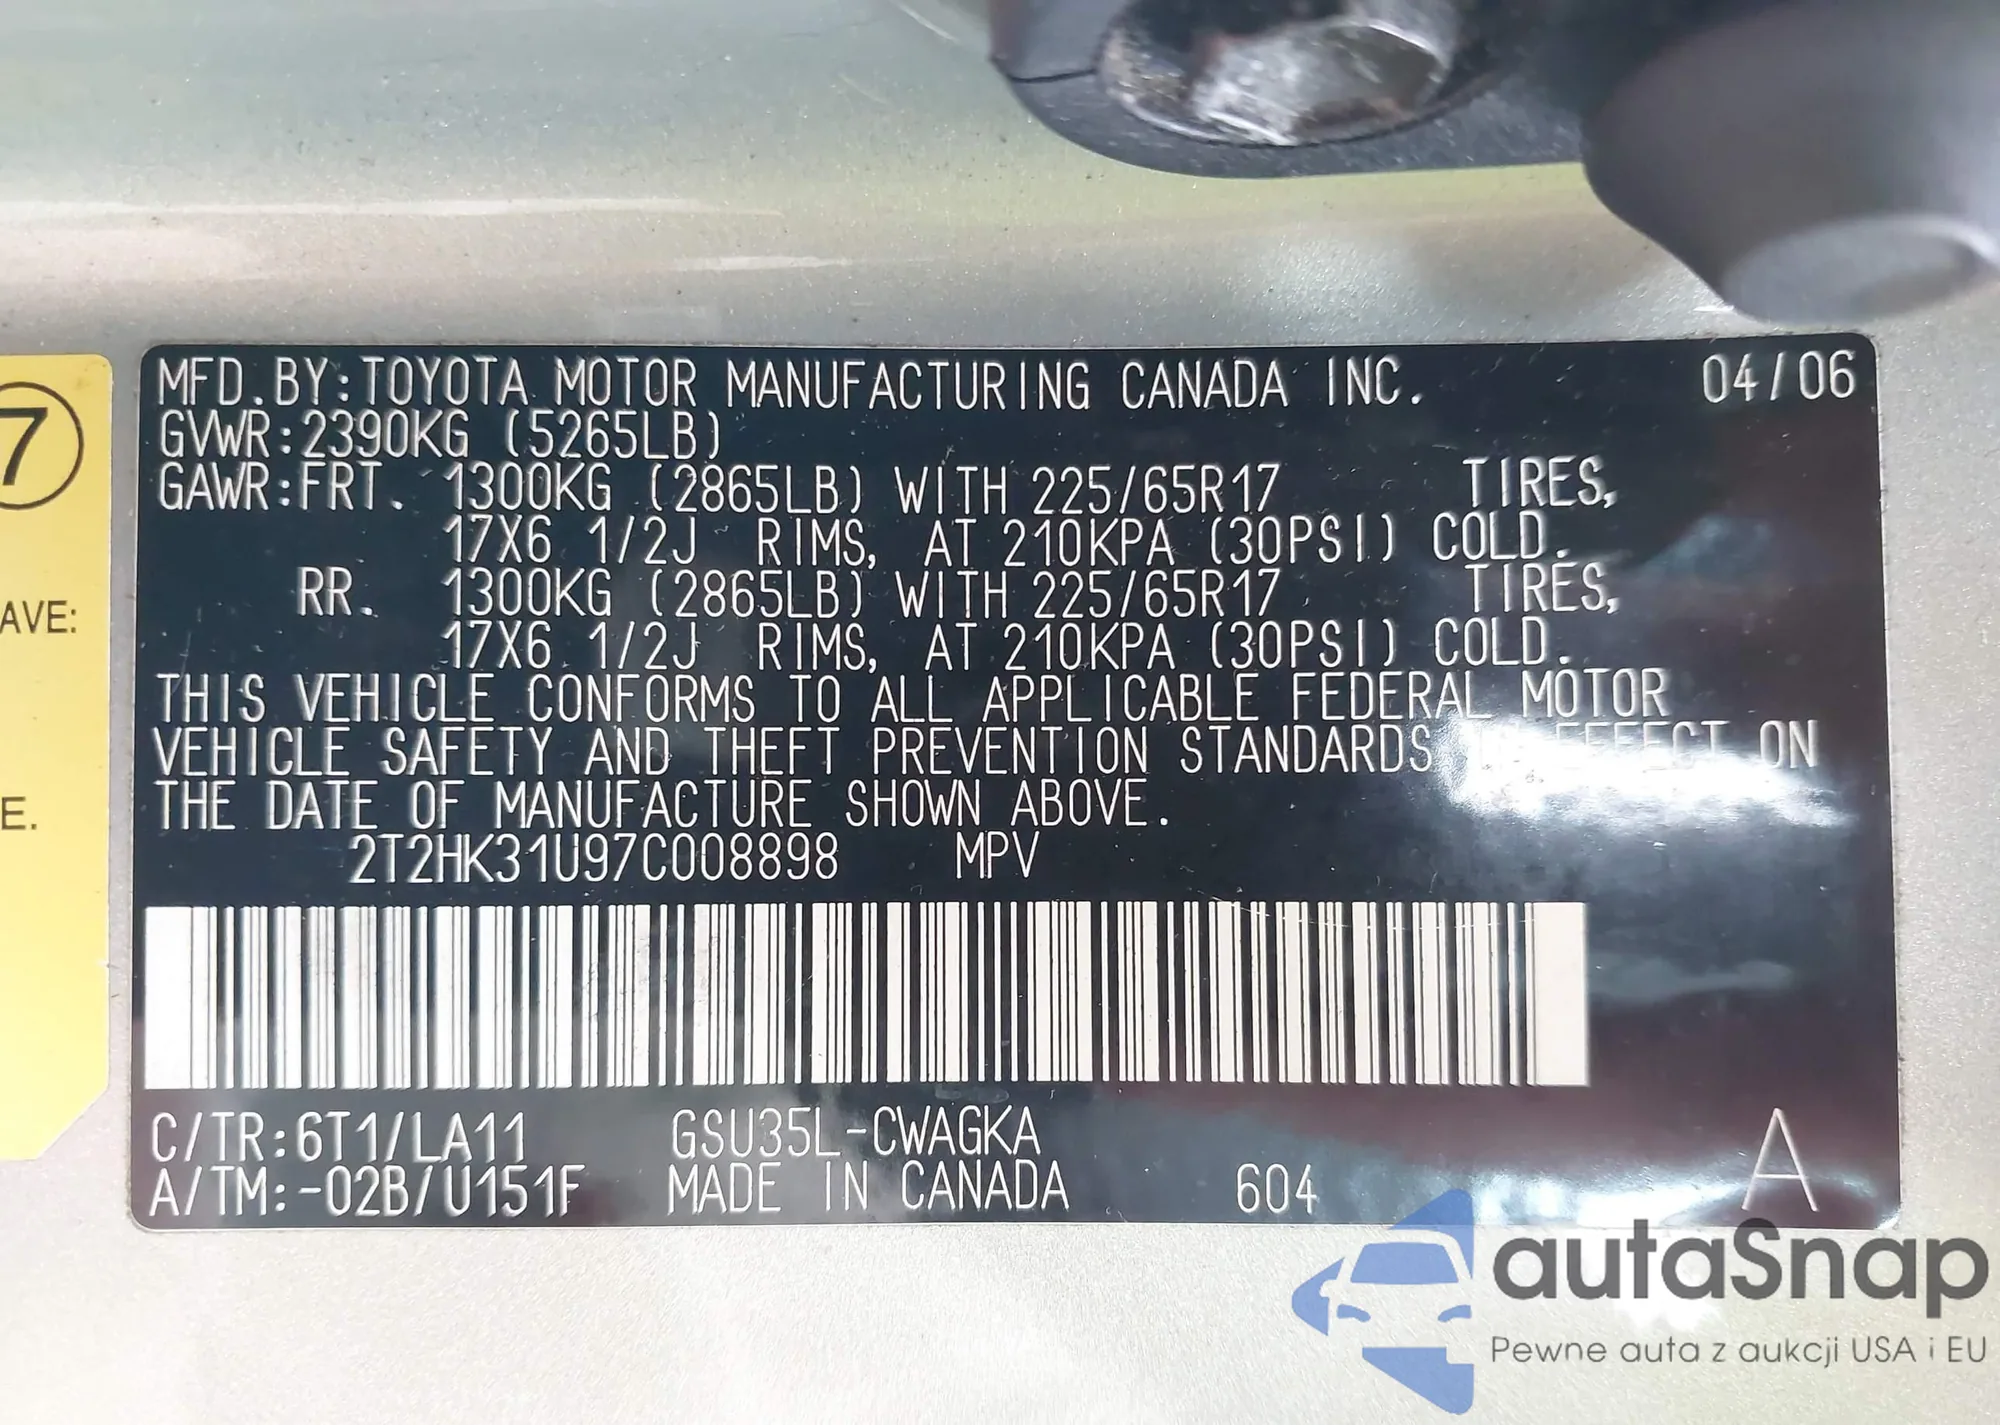 MFD.BY:TOYOTA MOTOR MANUFACTURING CANADA INC. 04/06
GVWR:2390KG (5265LB)
GAWR:FRT. 1300KG (2865LB) WITH 225/65R17 TIRES,
17X6 1/2J RIMS, AT 210KPA (30PSI) COLD.
RR. 1300KG (2865LB) WITH 225/65R17 TIRES,
17X6 1/2J RIMS, AT 210KPA (30PSI) COLD.
THIS VEHICLE CONFORMS TO ALL APPLICABLE FEDERAL MOTOR
VEHICLE SAFETY AND THEFT PREVENTION STANDARDS IN EFFECT ON
THE DATE OF MANUFACTURE SHOWN ABOVE.
2T2HK31U97C008898 MPV
C/TR:6T1/LA11 GSU35L-CWAGKA
A/TM:-02B/U151F MADE IN CANADA 604 A
7
AVE:
E.
autoSnap
Pewne auta z aukcji USA i EU